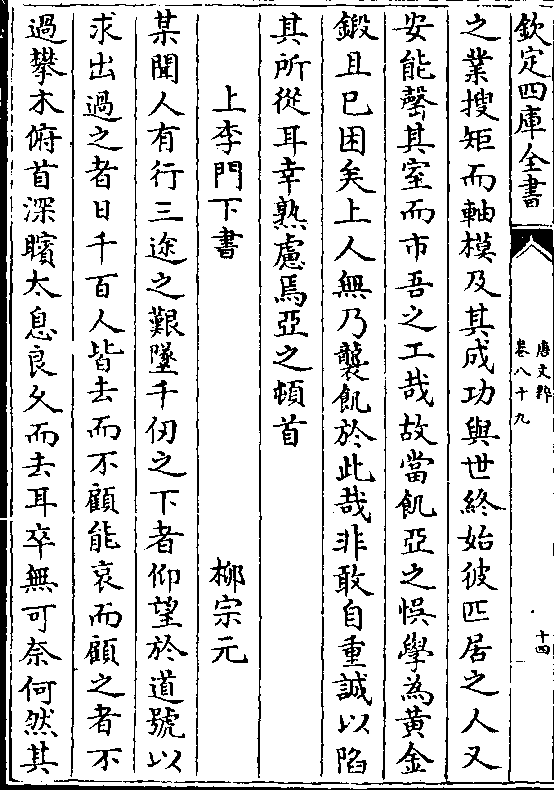 欽定四庫全書
唐文粹
卷八十九
十四
之業搜矩而軸模及其成功與世終始彼匹居之人又
安能罄其室而市吾之工哉故當飢亞之悞學為黃金
鍛且已困矣上人無乃襲飢於此哉非敢自重誠以陷
其所從耳幸熟慮焉亞之頓首
上李門下書 柳宗元
某聞人有行三途之艱墜千仞之下者仰望於道號以
求出過之者日千百人皆去而不顧能哀而顧之者不
過攀木俯首深矉太息良久而去耳卒無可奈何然其